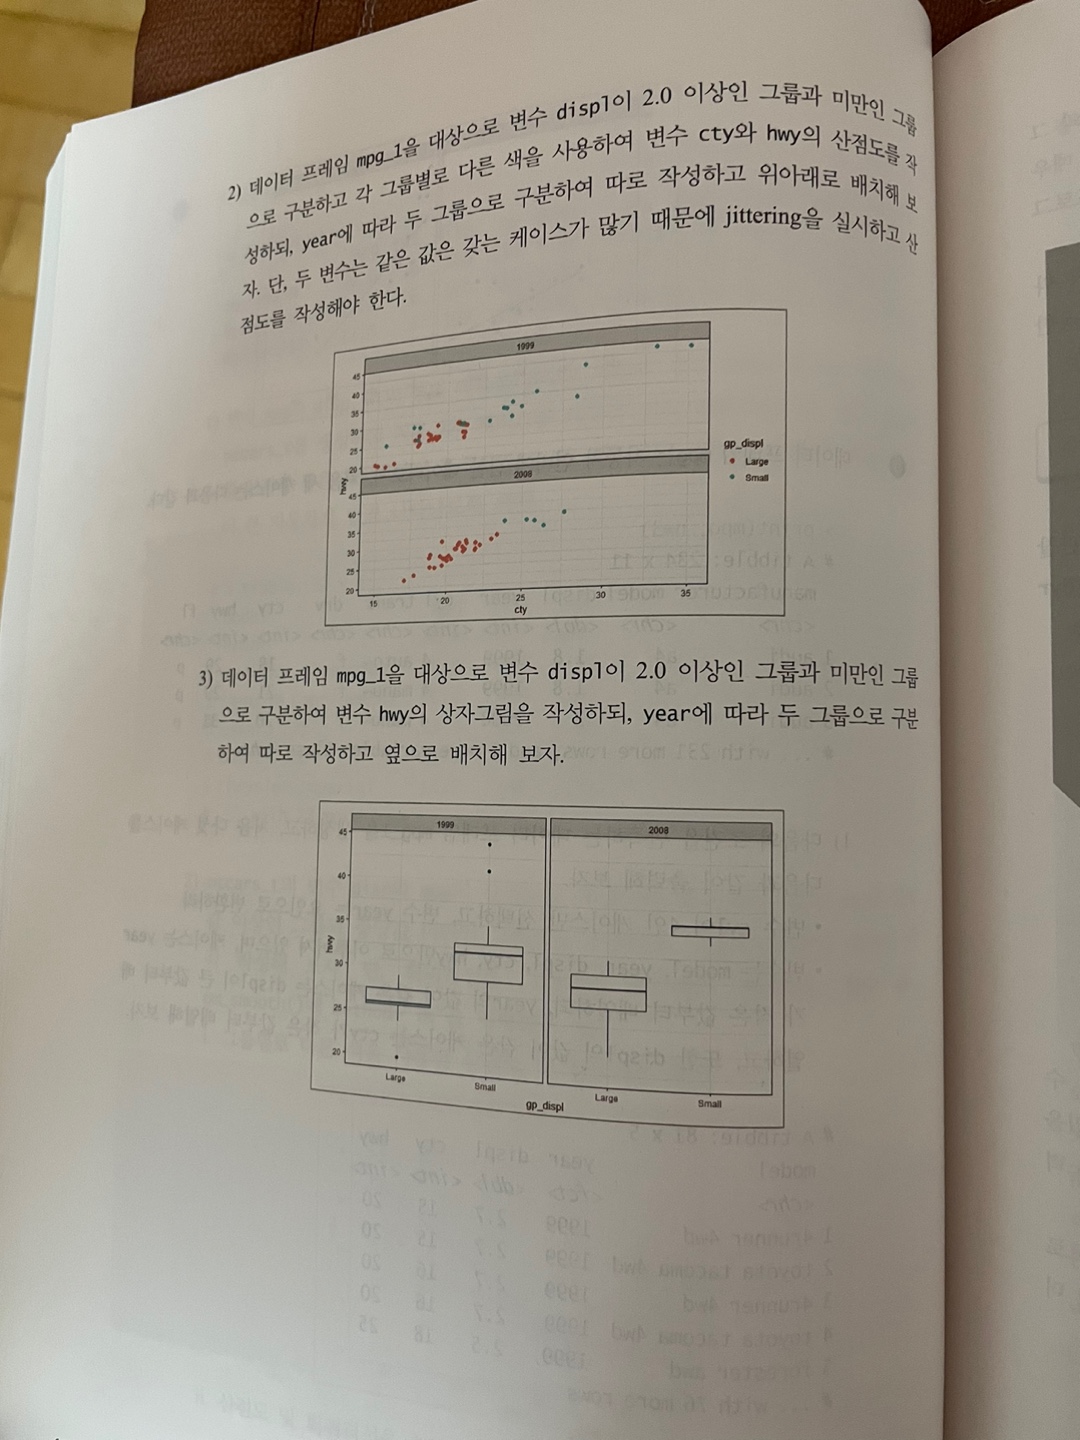 2) 데이터 프레임 mpg_1을 대상으로 변수 displ이 2.0 이상인 그룹과 미만인 그룹
으로 구분하고 각 그룹별로 다른 색을 사용하여 변수 cty와 hwy의 산점도를 작
성하되, year에 따라 두 그룹으로 구분하여 따로 작성하고 위아래로 배치해 보
자. 단, 두 변수는 같은 값은 갖는 케이스가 많기 때문에 jittering을 실시하고 산
점도를 작성해야 한다.
1999
45
40
35
30
25
20
2008
45
40
35
30
25
20
hwy
15 20 25 30 35
cty
gp_displ
Large
Small
3) 데이터 프레임 mpg_1을 대상으로 변수 displ이 2.0 이상인 그룹과 미만인 그룹
으로 구분하여 변수 hwy의 상자그림을 작성하되, year에 따라 두 그룹으로 구분
하여 따로 작성하고 옆으로 배치해 보자.
1999 2008
45
40
35
30
25
20
hwy
Large Small Large Small
gp_displ